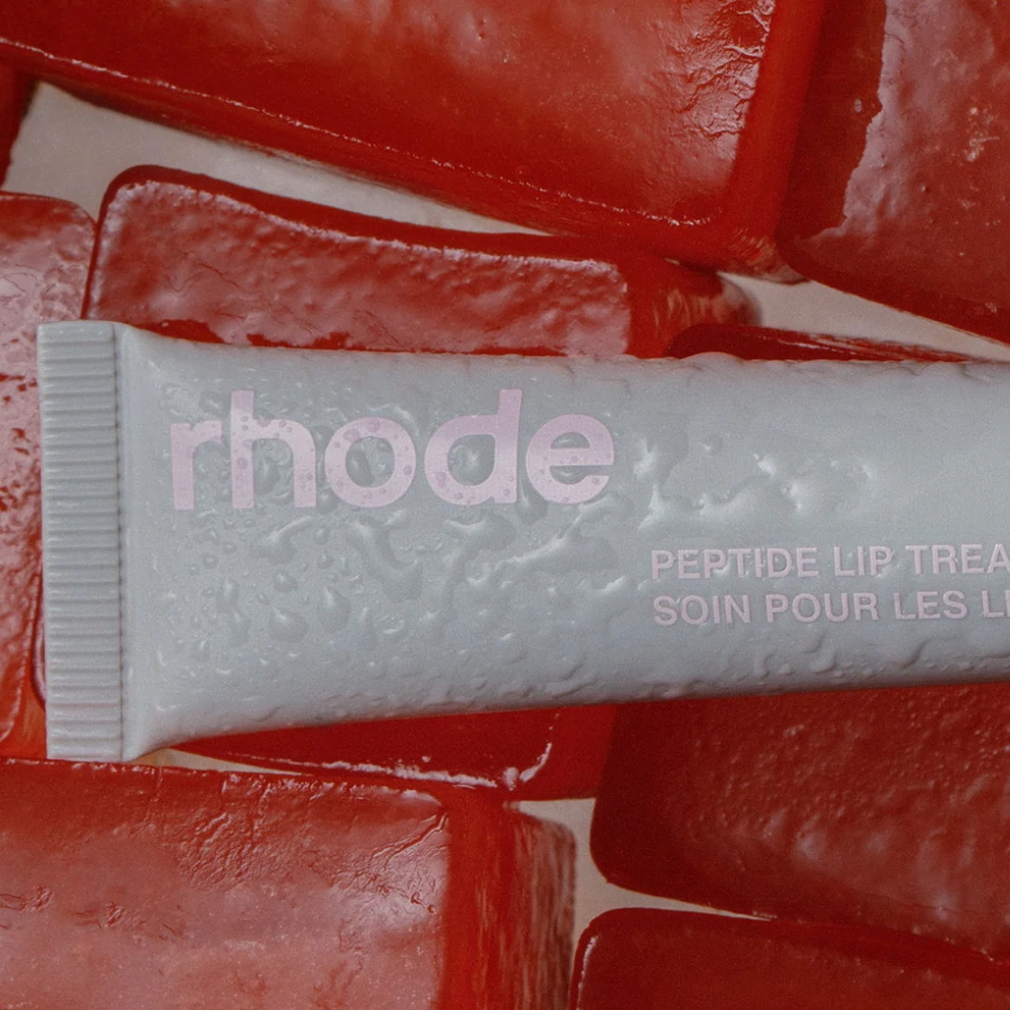 rhode
PEPTIDE LIP TREA
SOIN POUR LES L